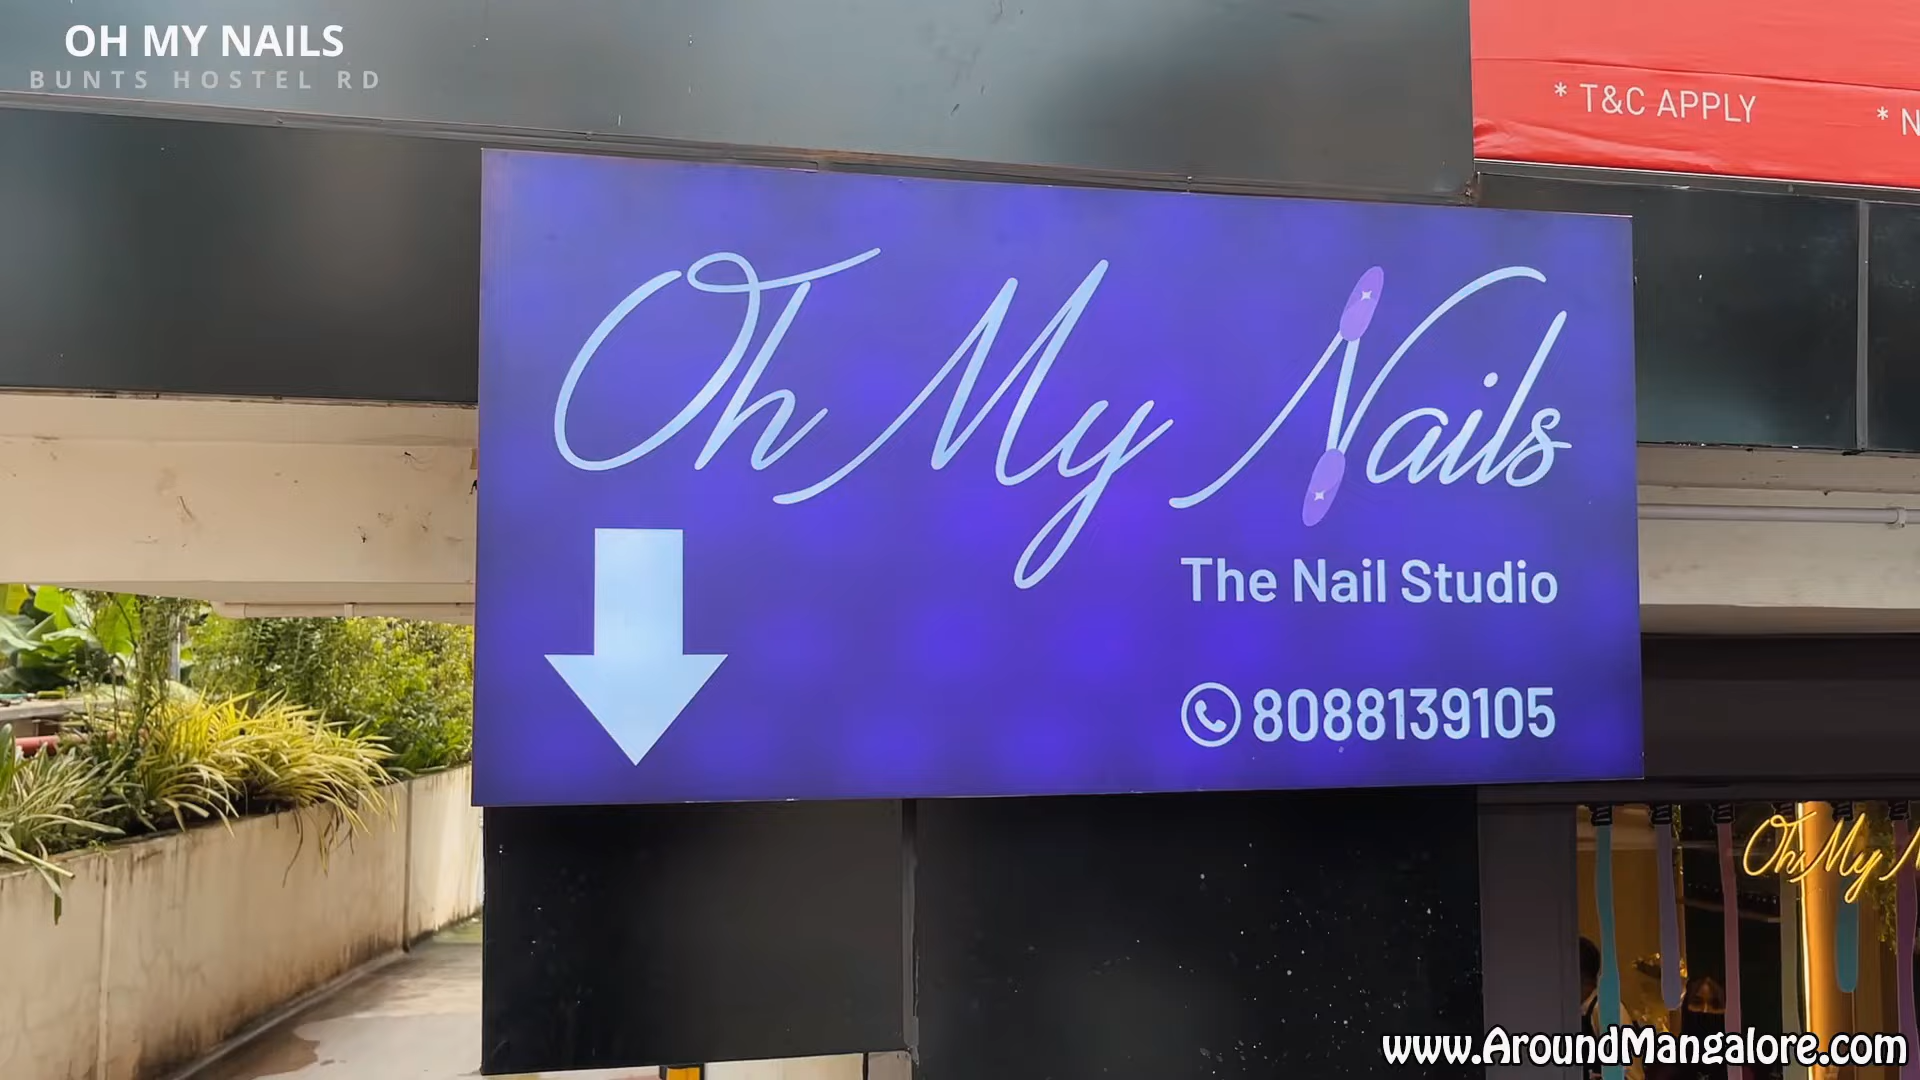 OH MY NAILS
BUNTS HOSTEL RD
* T&C APPLY
* N
Oh My Nails
The Nail Studio
8088139105
Oh My N
www.AroundMangalore.com